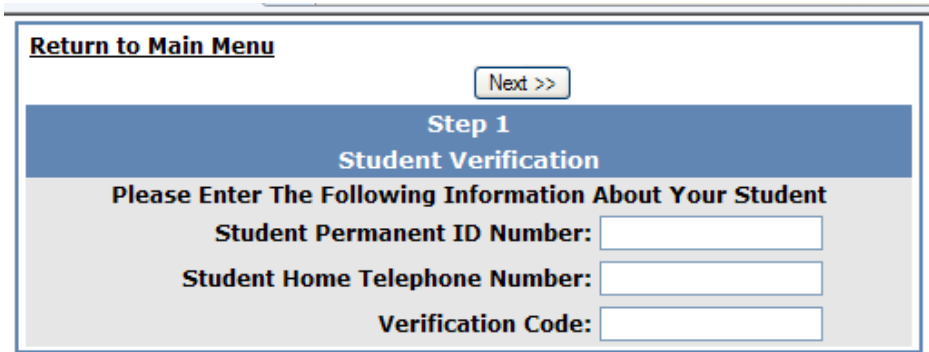 Return to Main Menu
Next >>
Step 1
Student Verification
Please Enter The Following Information About Your Student
Student Permanent ID Number:
Student Home Telephone Number:
Verification Code: